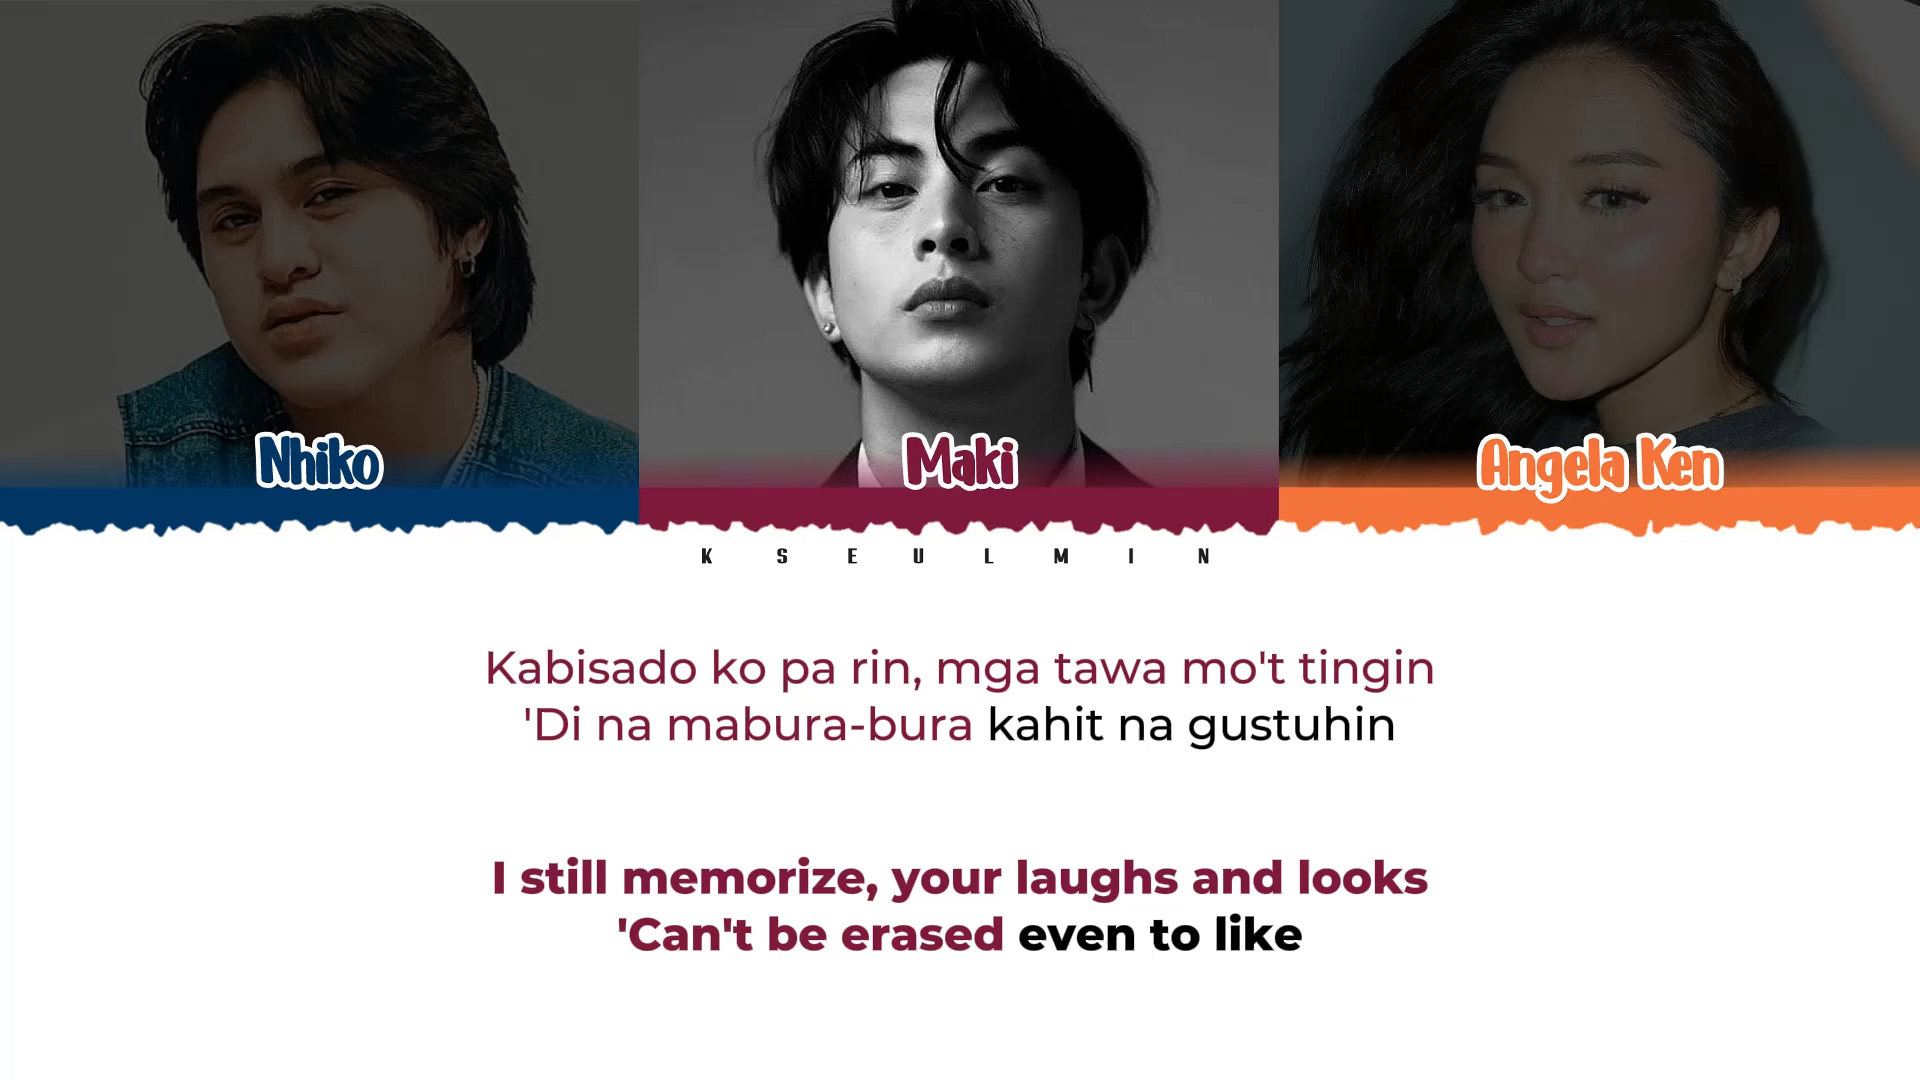 Nhiko
Maki
Angela Ken
KSEULMIN
Kabisado ko pa rin, mga tawa mo't tingin
'Di na mabura-bura kahit na gustuhin
I still memorize, your laughs and looks
'Can't be erased even to like